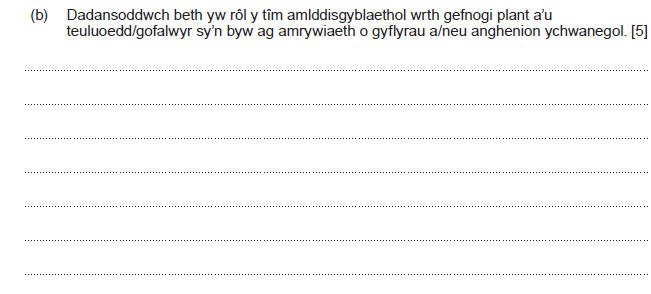 (b) Dadansoddwch beth yw rôl y tîm amlddisgyblaethol wrth gefnogi plant a'u
teuluoedd/gofalwyr sy'n byw ag amrywiaeth o gyflyrau a/neu anghenion ychwanegol. [5]